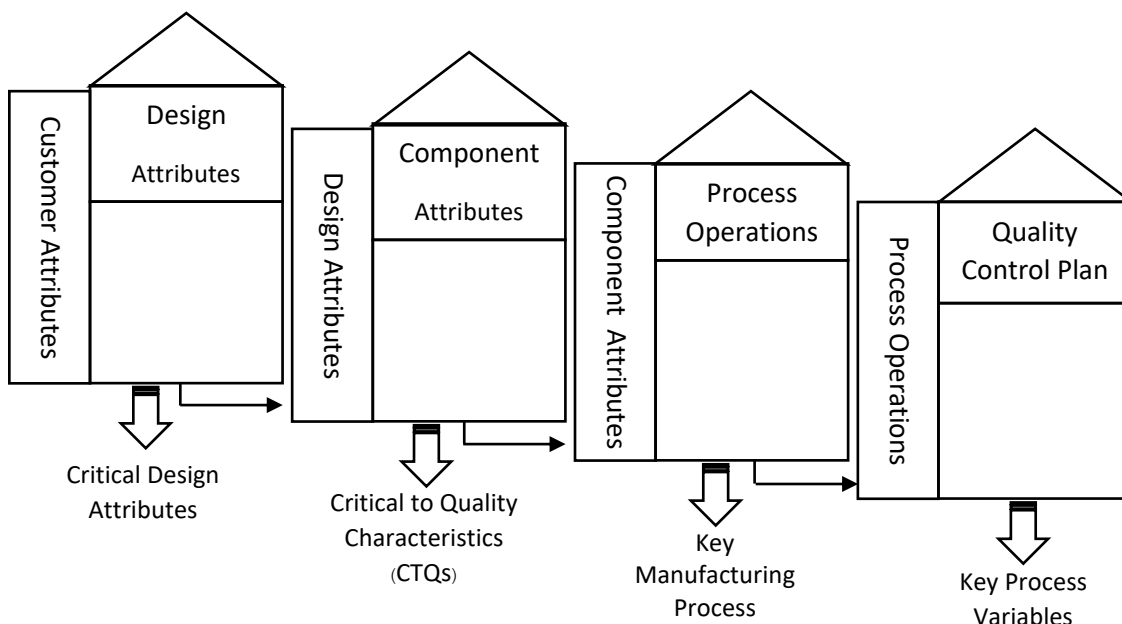 Customer Attributes
Design
Attributes
Critical Design
Attributes
Design Attributes
Component
Attributes
Critical to Quality
Characteristics
(CTQs)
Component Attributes
Process
Operations
Key
Manufacturing
Process
Process Operations
Quality
Control Plan
Key Process
Variables